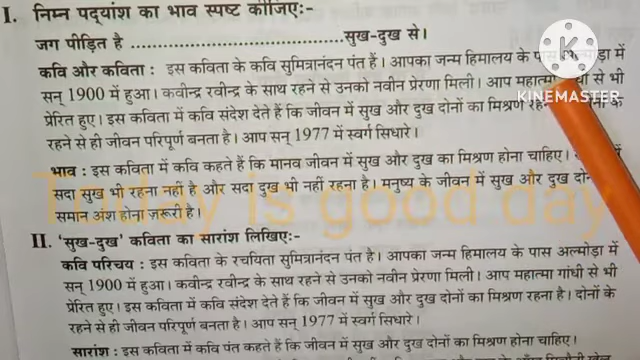 I. निम्न पद्यांश का भाव स्पष्ट कीजिए:-
जग पीड़ित है ........................................सुख-दुख से।
कवि और कविता : इस कविता के कवि सुमित्रानंदन पंत हैं। आपका जन्म हिमालय के पास अल्मोड़ा में
सन् 1900 में हुआ। कवीन्द्र रवीन्द्र के साथ रहने से उनको नवीन प्रेरणा मिली। आप महात्मा से भी
प्रेरित हुए। इस कविता में कवि संदेश देते हैं कि जीवन में सुख और दुख दोनों का मिश्रण के
रहने से ही जीवन परिपूर्ण बनता है। आप सन् 1977 में स्वर्ग सिधारे।
KINEMASTER
भाव : इस कविता में कवि कहते हैं कि मानव जीवन में सुख और दुख का मिश्रण होना चाहिए। में
सदा सुख भी रहना नहीं है और सदा दुख भी नहीं रहना है। मनुष्य के जीवन में सुख और दुख
समान अंश होना ज़रूरी है।
Today is good day
II. ‘सुख-दुख’ कविता का सारांश लिखिए:-
कवि परिचय : इस कविता के रचयिता सुमित्रानंदन पंत है। आपका जन्म हिमालय के पास अल्मोड़ा में
सन् 1900 में हुआ। कवीन्द्र रवीन्द्र के साथ रहने से उनको नवीन प्रेरणा मिली। आप महात्मा गांधी से भी
प्रेरित हुए। इस कविता में कवि संदेश देते हैं कि जीवन में सुख और दुख दोनों का मिश्रण रहना है। दोनों के
रहने से ही जीवन परिपूर्ण बनता है। आप सन् 1977 में स्वर्ग सिधारे।
सारांश : इस कविता में कवि पंत कहते हैं कि जीवन में सुख और दुख दोनों का मिश्रण होना चाहिए।